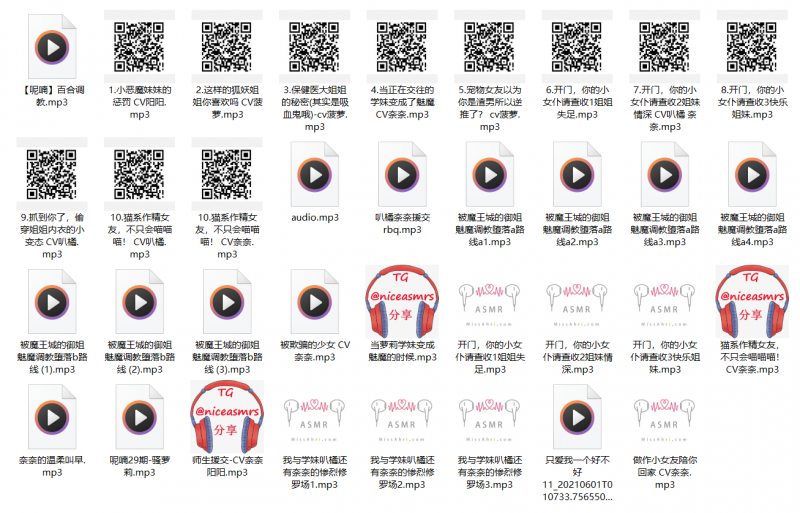 【呢喃】百合调
教.mp3
1.小恶魔妹妹的
惩罚 CV阳阳.
mp3
2.这样的狐妖姐
姐你喜欢吗 CV菠
萝.mp3
3.保健医大姐姐
的秘密(其实是吸
血鬼哦)-cv菠萝.
mp3
4.当正在交往的
学妹变成了魅魔
CV奈奈.mp3
5.宠物女友以为
你是渣男所以逆
推了? cv菠萝.
mp3
6.开门，你的小
女仆请查收1姐姐
失足.mp3
7.开门，你的小
女仆请查收2姐妹
情深 CV叭橘 奈
奈.mp3
8.开门，你的小
女仆请查收3快乐
姐妹.mp3
9.抓到你了，偷
穿姐姐内衣的小
变态 CV叭橘.
mp3
10.猫系作精女
友，不只会喵喵
喵！ CV叭橘.
mp3
10.猫系作精女
友，不只会喵喵
喵！ CV奈奈.
mp3
audio.mp3
叭橘奈奈援交
rbq.mp3
被魔王城的御姐
魅魔调教堕落a路
线a1.mp3
被魔王城的御姐
魅魔调教堕落a路
线a2.mp3
被魔王城的御姐
魅魔调教堕落a路
线a3.mp3
被魔王城的御姐
魅魔调教堕落a路
线a4.mp3
被魔王城的御姐
魅魔调教堕落b路
线 (1).mp3
被魔王城的御姐
魅魔调教堕落b路
线 (2).mp3
被魔王城的御姐
魅魔调教堕落b路
线 (3).mp3
被欺骗的少女 CV
奈奈.mp3
TG
@niceasmrs
分享
当萝莉学妹变成
魅魔的时候.mp3
ASMR
MissAhri.com
开门，你的小女
仆请查收1姐姐失
足.mp3
ASMR
MissAhri.com
开门，你的小女
仆请查收2姐妹情
深.mp3
ASMR
MissAhri.com
开门，你的小女
仆请查收3快乐姐
妹.mp3
TG
@niceasmrs
分享
猫系作精女友，
不只会喵喵喵！
CV奈奈.mp3
奈奈的温柔叫早.
mp3
呢喃29期-骚萝
莉.mp3
TG
@niceasmrs
分享
师生援交-CV奈奈
阳阳.mp3
ASMR
MissAhri.com
我与学妹叭橘还
有奈奈的惨烈修
罗场1.mp3
ASMR
MissAhri.com
我与学妹叭橘还
有奈奈的惨烈修
罗场2.mp3
ASMR
MissAhri.com
我与学妹叭橘还
有奈奈的惨烈修
罗场3.mp3
只爱我一个好不
好
11_20210601T0
10733.756550...
ASMR
MissAhri.com
做作小女友陪你
回家 CV奈奈.
mp3